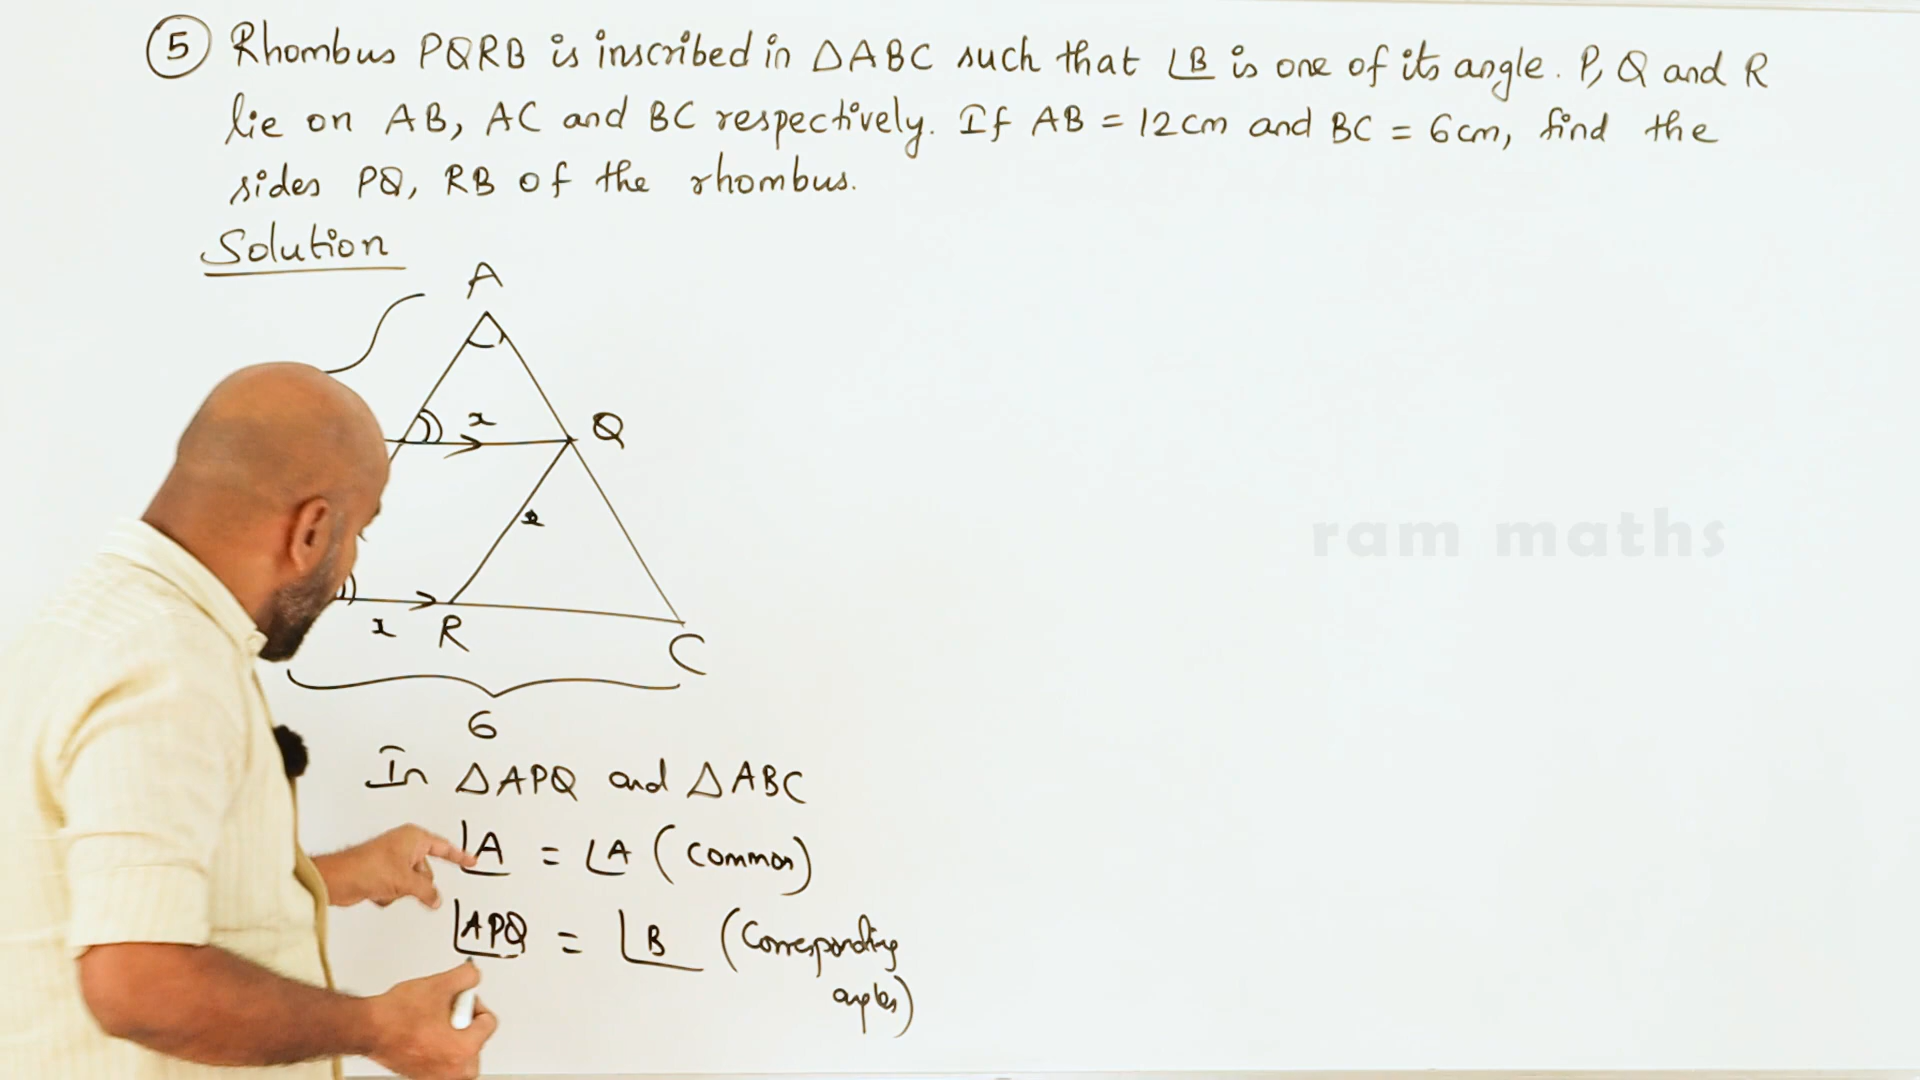 5 Rhombus PQRB is inscribed in △ABC such that ∠B is one of its angle. P, Q and R
lie on AB, AC and BC respectively. If AB = 12cm and BC = 6cm, find the
sides PQ, RB of the rhombus.
Solution
A
x
Q
x
x R
C
6
In △APQ and △ABC
∠A = ∠A (Common)
∠APQ = ∠B (Corresponding
angles)
ram maths